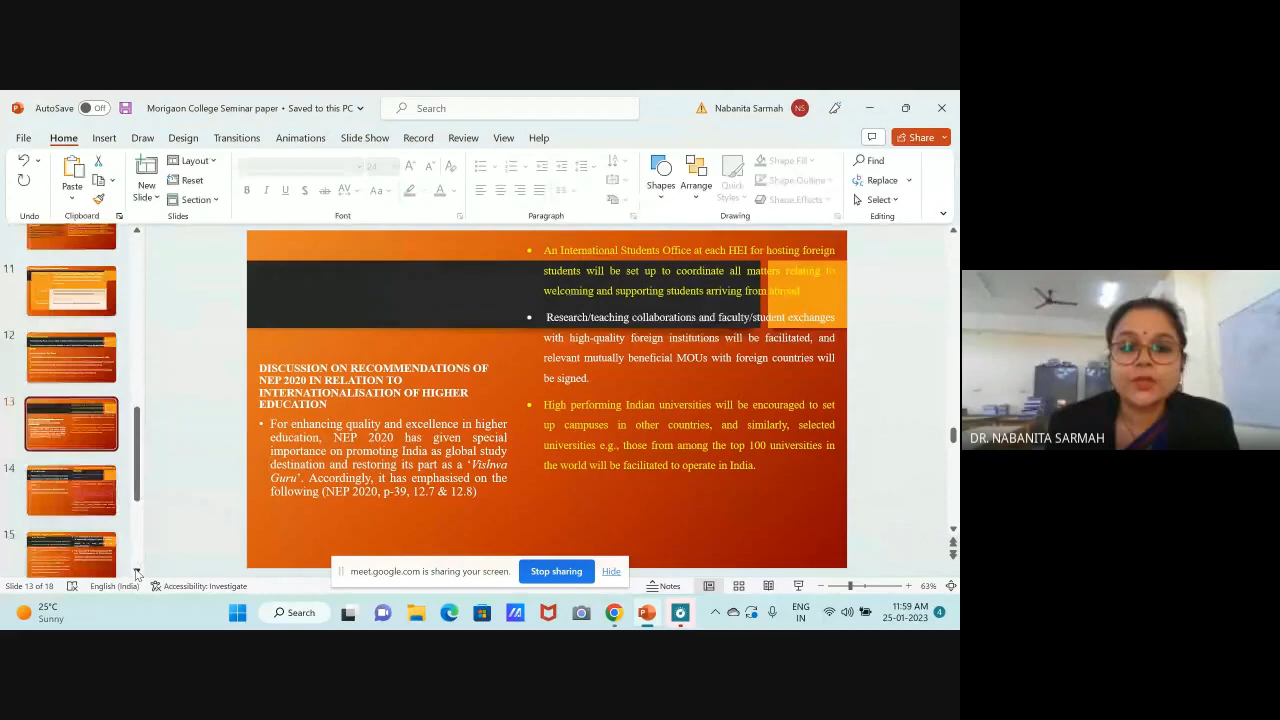 AutoSave Off Morigaon College Seminar paper • Saved to this PC Search Nabanita Sarmah NS
File Home Insert Draw Design Transitions Animations Slide Show Record Review View Help Share
Paste New Slide Layout Reset Section 24 Shapes Arrange Quick Styles Shape Fill Shape Outline Shape Effects Find Replace Select
Undo Clipboard Slides Font Paragraph Drawing Editing
11
12
13
14
15
DISCUSSION ON RECOMMENDATIONS OF
NEP 2020 IN RELATION TO
INTERNATIONALISATION OF HIGHER
EDUCATION
• For enhancing quality and excellence in higher
education, NEP 2020 has given special
importance on promoting India as global study
destination and restoring its part as a ‘Vishwa
Guru’. Accordingly, it has emphasised on the
following (NEP 2020, p-39, 12.7 & 12.8)
• An International Students Office at each HEI for hosting foreign
students will be set up to coordinate all matters relating to
welcoming and supporting students arriving from abroad
• Research/teaching collaborations and faculty/student exchanges
with high-quality foreign institutions will be facilitated, and
relevant mutually beneficial MOUs with foreign countries will
be signed.
• High performing Indian universities will be encouraged to set
up campuses in other countries, and similarly, selected
universities e.g., those from among the top 100 universities in
the world will be facilitated to operate in India.
DR. NABANITA SARMAH
meet.google.com is sharing your screen. Stop sharing Hide
Slide 13 of 18 English (India) Accessibility: Investigate Notes 63%
25°C
Sunny
Search
ENG
IN
11:59 AM
25-01-2023
4